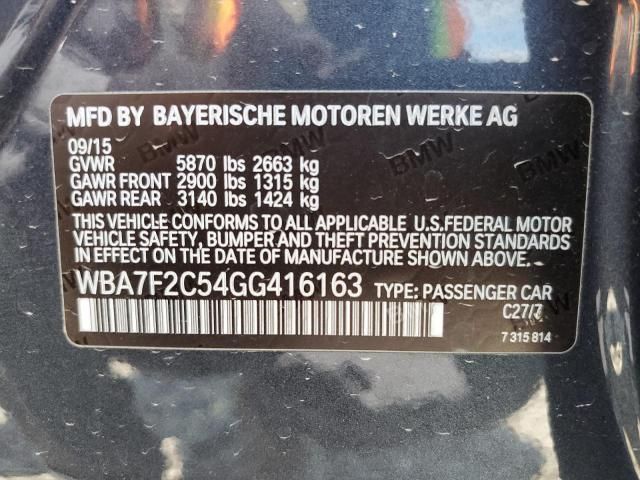 MFD BY BAYERISCHE MOTOREN WERKE AG
09/15
GVWR 5870 lbs 2663 kg
GAWR FRONT 2900 lbs 1315 kg
GAWR REAR 3140 lbs 1424 kg
THIS VEHICLE CONFORMS TO ALL APPLICABLE U.S.FEDERAL MOTOR
VEHICLE SAFETY, BUMPER AND THEFT PREVENTION STANDARDS
IN EFFECT ON THE DATE OF MANUFACTURE SHOWN ABOVE.
WBA7F2C54GG416163 TYPE: PASSENGER CAR
C27/7
7 315 814